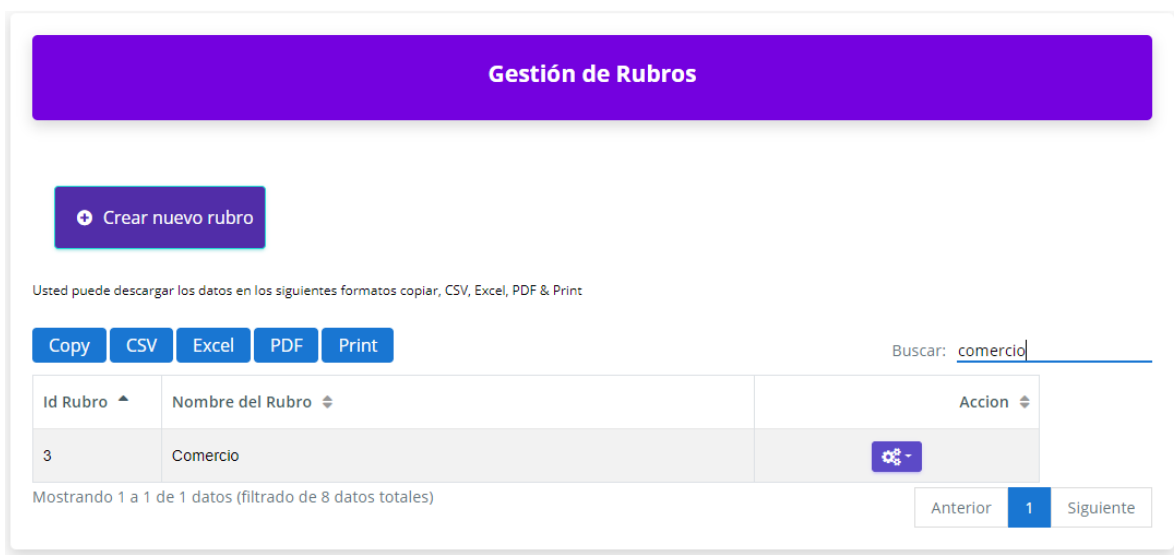 Gestión de Rubros
Crear nuevo rubro
Usted puede descargar los datos en los siguientes formatos copiar, CSV, Excel, PDF & Print
Copy CSV Excel PDF Print
Buscar: comercio
Id Rubro Nombre del Rubro Accion
3 Comercio
Mostrando 1 a 1 de 1 datos (filtrado de 8 datos totales)
Anterior 1 Siguiente